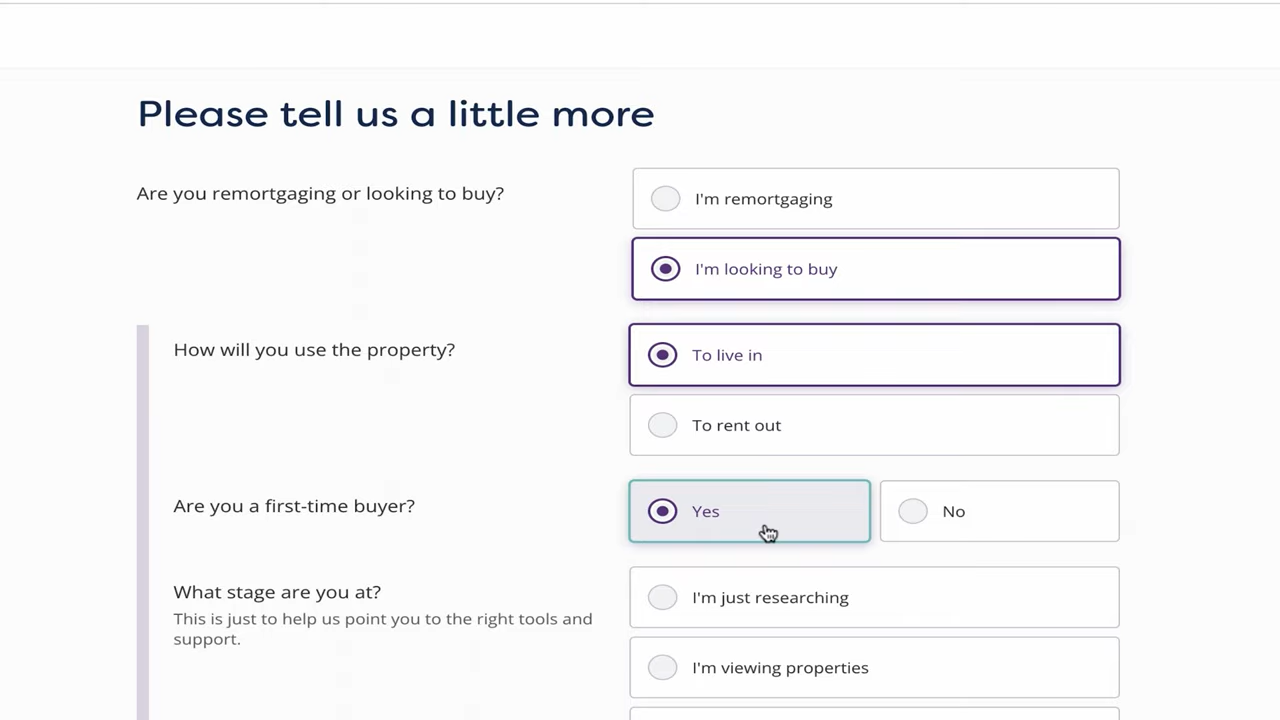 Please tell us a little more
Are you remortgaging or looking to buy?
I'm remortgaging
I'm looking to buy
How will you use the property?
To live in
To rent out
Are you a first-time buyer?
Yes
No
What stage are you at?
This is just to help us point you to the right tools and
support.
I'm just researching
I'm viewing properties